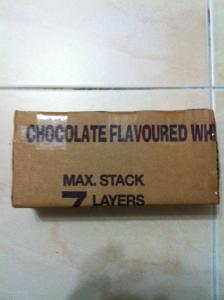 CHOCOLATE FLAVOURED WH
MAX. STACK
7 LAYERS